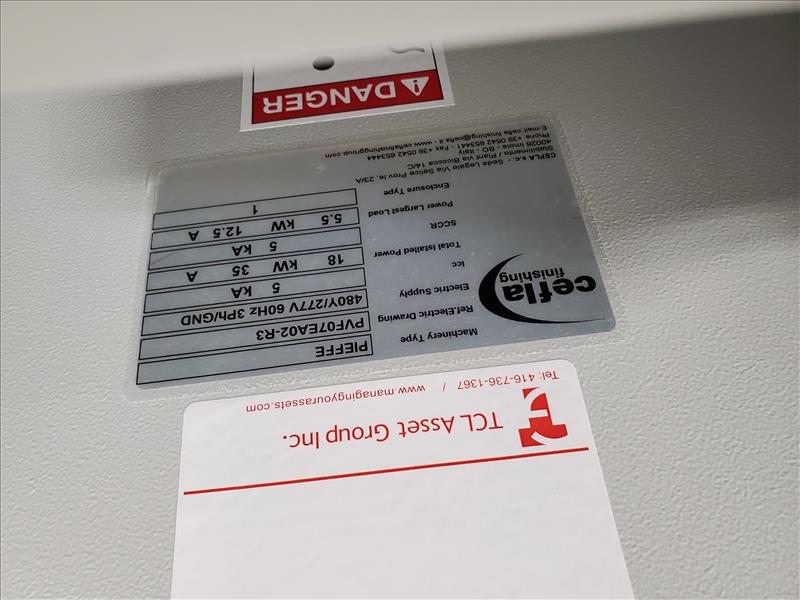 TCL Asset Group Inc.
Tel: 416-736-1367 / www.managingyourassets.com
cefla
finishing
Machinery Type PIEFFE
Ref.Electric Drawing PVF07EA02-R3
Electric Supply 480Y/277V 60Hz 3Ph/GND
Icc 5 kA
Total Istalled Power 18 kW 35 A
SCCR 5 kA
Power Largest Load 5.5 kW 12.5 A
Enclosure Type 1
CEFLA s.c. - Sede Legale Via Selice Prov.le, 23/A
Stabilimento / Plant via Bicocca 14/C
40026 Imola - BO - Italy
Phone +39 0542 653441 - Fax +39 0542 653444
E-mail: cefla.finishing@cefla.it - www.ceflafinishinggroup.com
DANGER